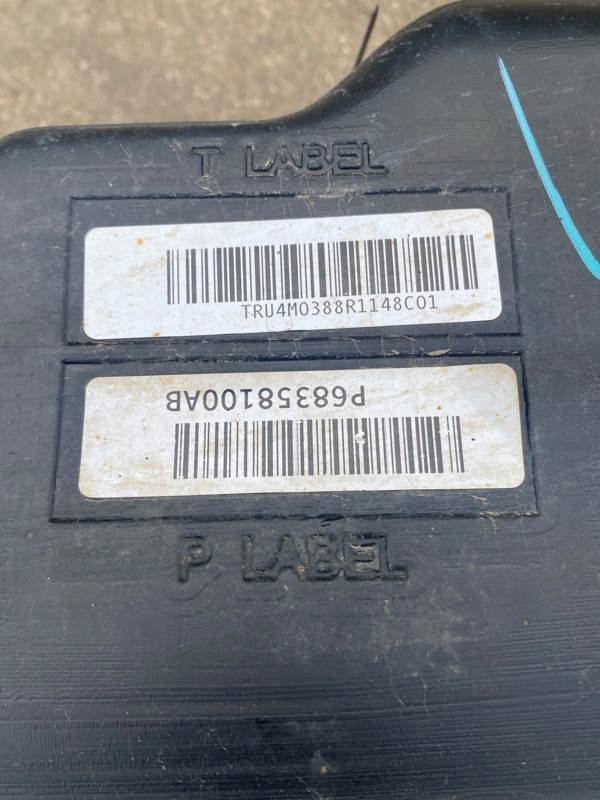 T LABEL
TRU4M0388R1148C01
P68358100AB
P LABEL